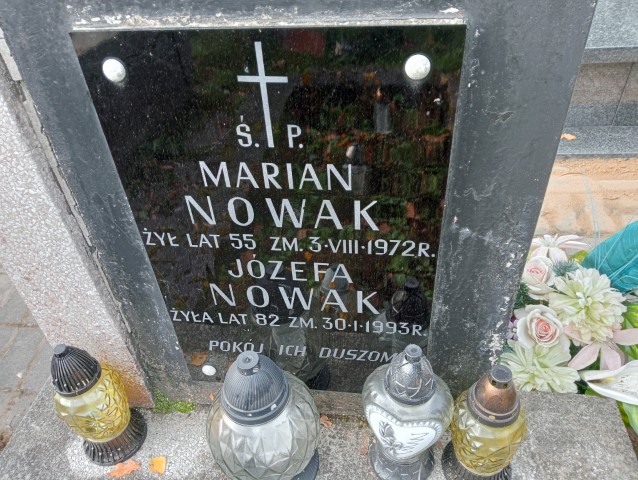 Ś. P.
MARIAN
NOWAK
ŻYŁ LAT 55 ZM. 3·VIII·1972 R.
JÓZEFA
NOWAK
ŻYŁA LAT 82 ZM. 30·1·1993 R.
POKÓJ ICH DUSZOM